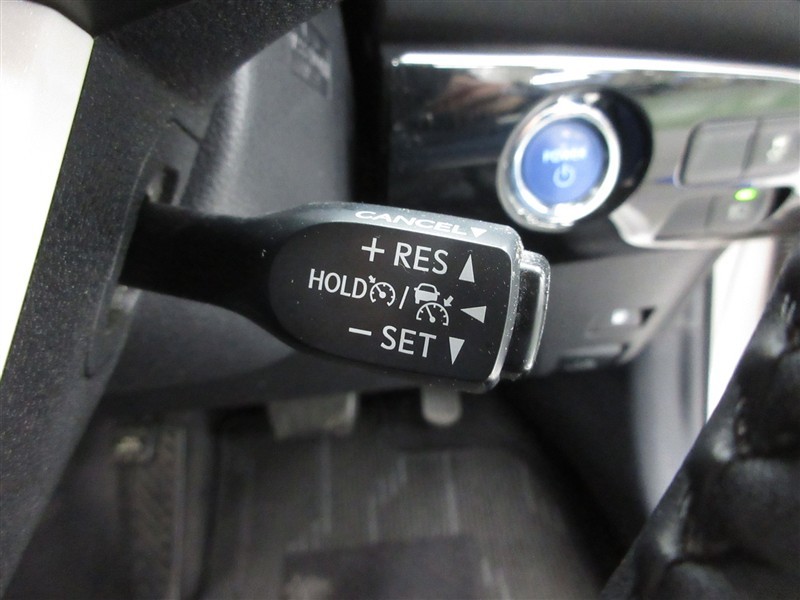 CANCEL▼
+ RES ▲
HOLD / ◀
− SET ▼
POWER